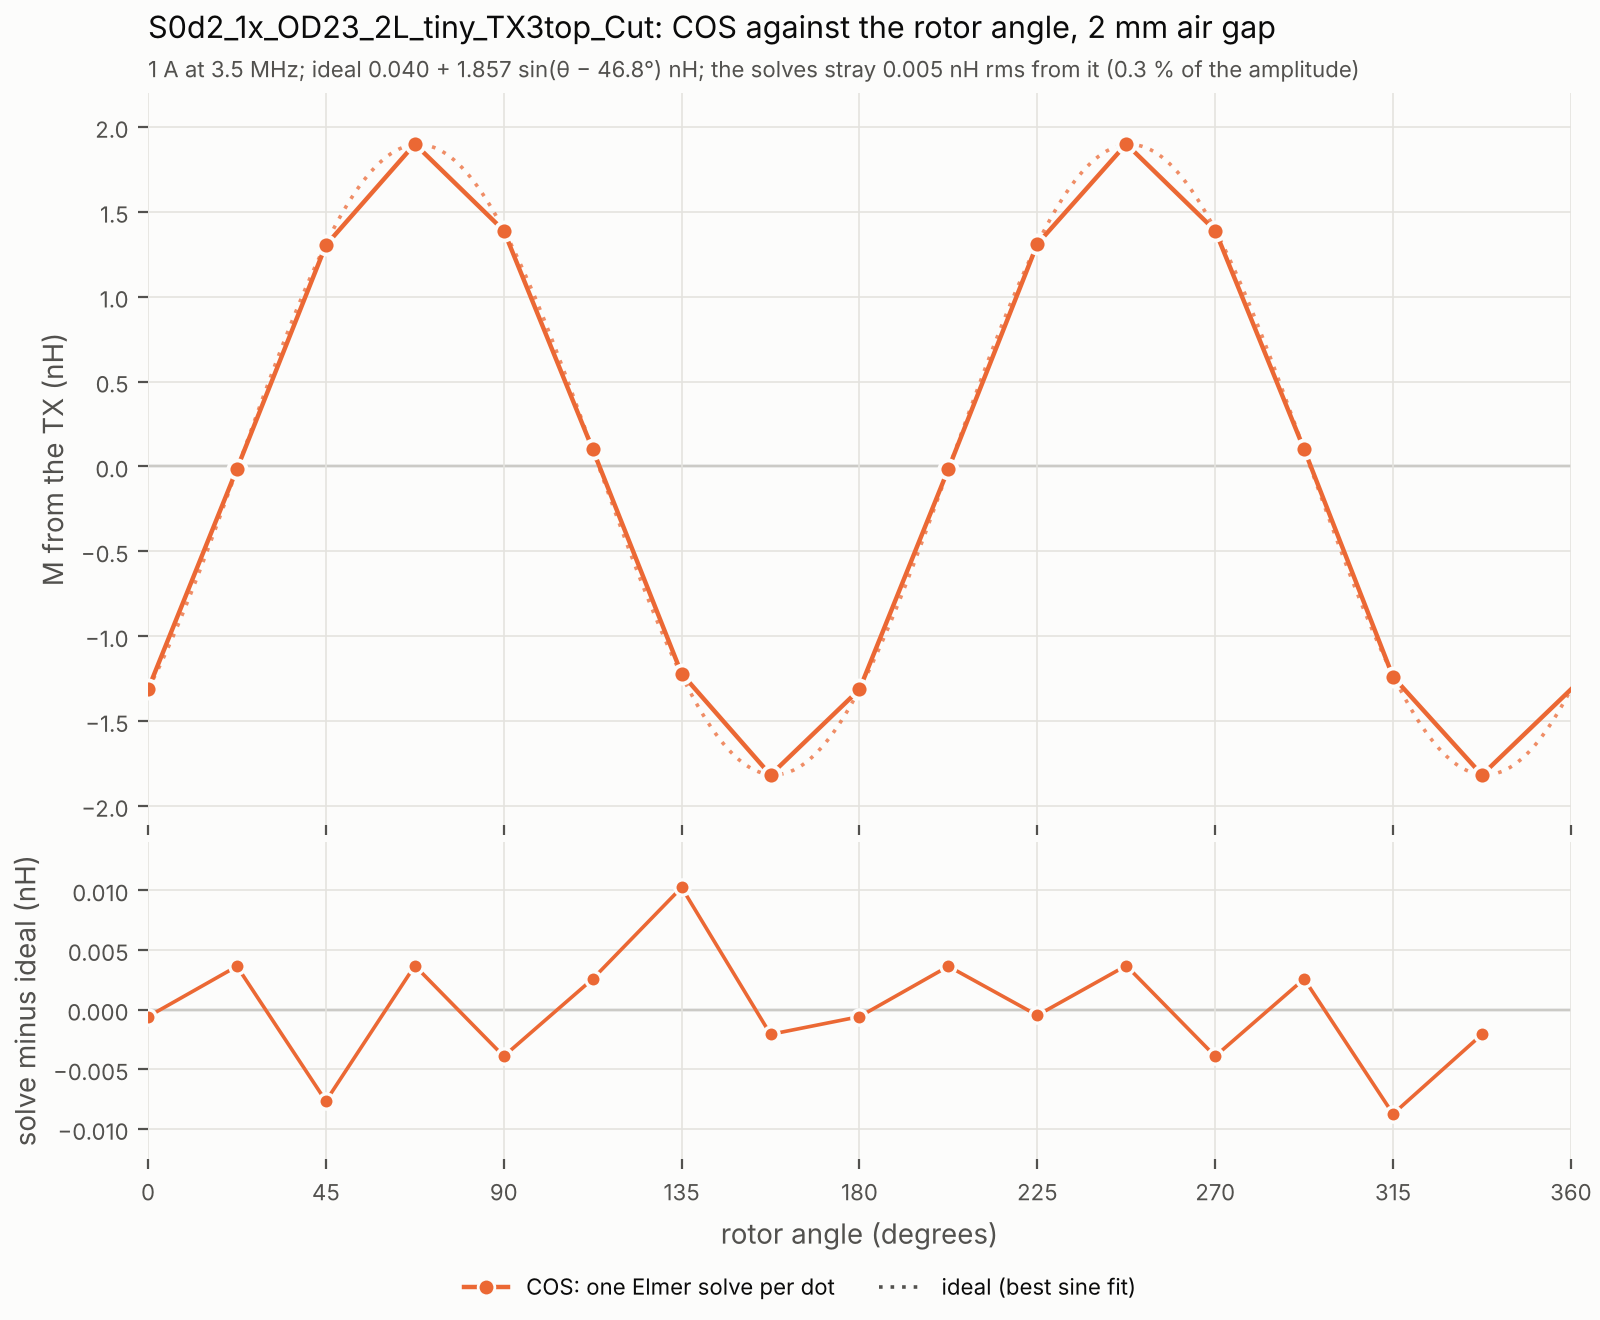 S0d2_1x_OD23_2L_tiny_TX3top_Cut: COS against the rotor angle, 2 mm air gap
1 A at 3.5 MHz; ideal 0.040 + 1.857 sin(θ − 46.8°) nH; the solves stray 0.005 nH rms from it (0.3 % of the amplitude)
M from the TX (nH)
2.0
1.5
1.0
0.5
0.0
−0.5
−1.0
−1.5
−2.0
solve minus ideal (nH)
0.010
0.005
0.000
−0.005
−0.010
0 45 90 135 180 225 270 315 360
rotor angle (degrees)
COS: one Elmer solve per dot
ideal (best sine fit)